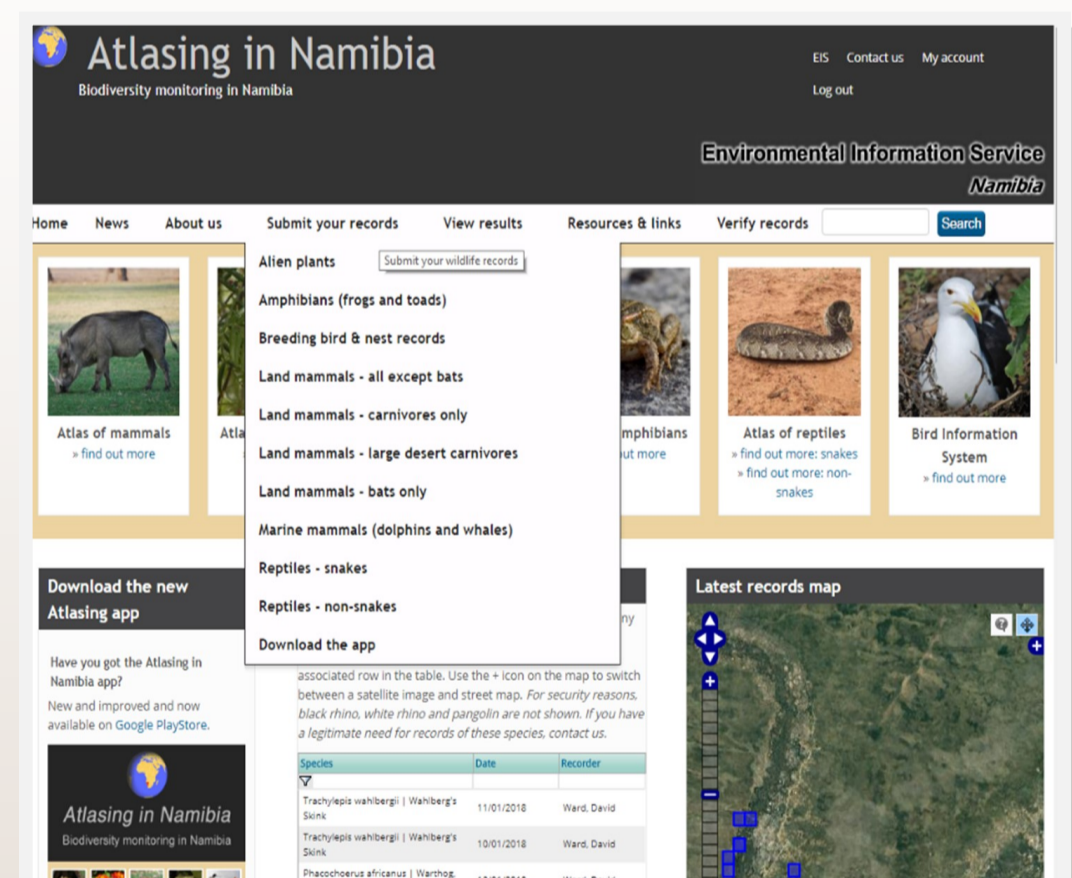 Atlasing in Namibia
Biodiversity monitoring in Namibia
EIS Contact us My account
Log out
Environmental Information Service
Namibia
Home News About us Submit your records View results Resources & links Verify records Search
Alien plants
Submit your wildlife records
Amphibians (frogs and toads)
Breeding bird & nest records
Land mammals - all except bats
Land mammals - carnivores only
Land mammals - large desert carnivores
Land mammals - bats only
Marine mammals (dolphins and whales)
Reptiles - snakes
Reptiles - non-snakes
Download the app
Atlas of mammals
» find out more
Atla
mphibians
ut more
Atlas of reptiles
» find out more: snakes
» find out more: non-
snakes
Bird Information
System
» find out more
Download the new
Atlasing app
Have you got the Atlasing in
Namibia app?
New and improved and now
available on Google PlayStore.
Atlasing in Namibia
Biodiversity monitoring in Namibia
ny
associated row in the table. Use the + icon on the map to switch
between a satellite image and street map. For security reasons,
black rhino, white rhino and pangolin are not shown. If you have
a legitimate need for records of these species, contact us.
Species Date Recorder
Trachylepis wahlbergii | Wahlberg's
Skink
11/01/2018 Ward, David
Trachylepis wahlbergii | Wahlberg's
Skink
10/01/2018 Ward, David
Phacochoerus africanus | Warthog,
Latest records map